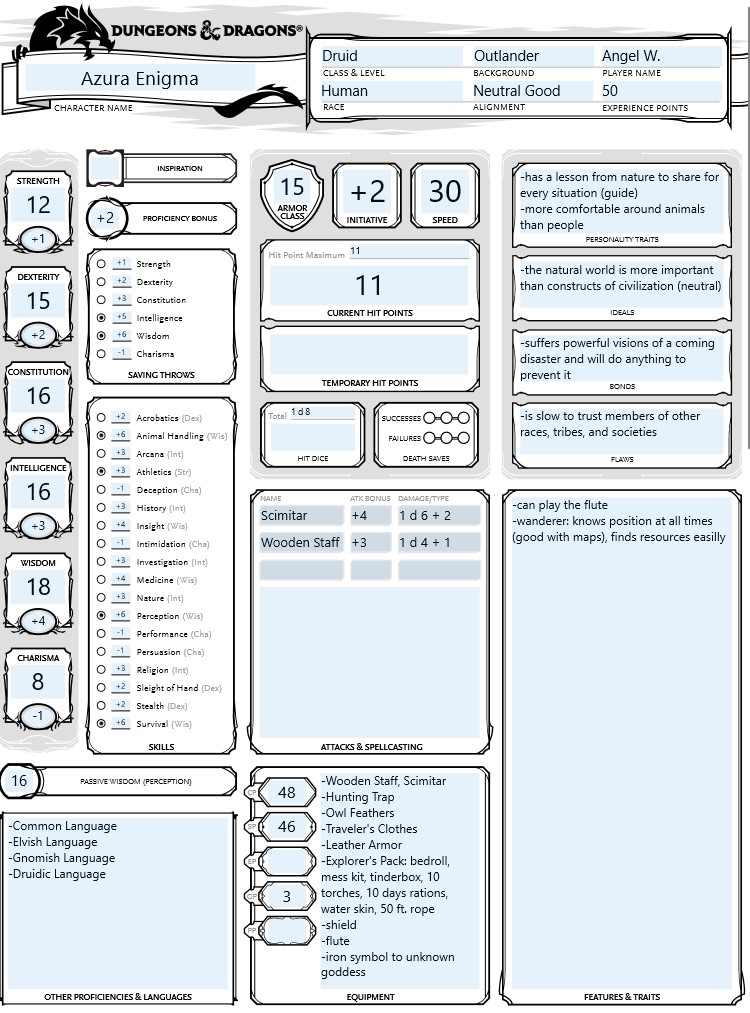 DUNGEONS & DRAGONS®
Azura Enigma
CHARACTER NAME
Druid Outlander Angel W.
CLASS & LEVEL BACKGROUND PLAYER NAME
Human Neutral Good 50
RACE ALIGNMENT EXPERIENCE POINTS
STRENGTH
12
+1
DEXTERITY
15
+2
CONSTITUTION
16
+3
INTELLIGENCE
16
+3
WISDOM
18
+4
CHARISMA
8
-1
INSPIRATION
+2 PROFICIENCY BONUS
+1 Strength
+2 Dexterity
+3 Constitution
+5 Intelligence
+6 Wisdom
-1 Charisma
SAVING THROWS
+2 Acrobatics (Dex)
+6 Animal Handling (Wis)
+3 Arcana (Int)
+3 Athletics (Str)
-1 Deception (Cha)
+3 History (Int)
+4 Insight (Wis)
-1 Intimidation (Cha)
+3 Investigation (Int)
+4 Medicine (Wis)
+3 Nature (Int)
+6 Perception (Wis)
-1 Performance (Cha)
-1 Persuasion (Cha)
+3 Religion (Int)
+2 Sleight of Hand (Dex)
+2 Stealth (Dex)
+6 Survival (Wis)
SKILLS
16 PASSIVE WISDOM (PERCEPTION)
-Common Language
-Elvish Language
-Gnomish Language
-Druidic Language
OTHER PROFICIENCIES & LANGUAGES
15
ARMOR
CLASS
+2
INITIATIVE
30
SPEED
Hit Point Maximum 11
11
CURRENT HIT POINTS
TEMPORARY HIT POINTS
Total 1 d 8
HIT DICE
SUCCESSES
FAILURES
DEATH SAVES
NAME ATK BONUS DAMAGE/TYPE
Scimitar +4 1 d 6 + 2
Wooden Staff +3 1 d 4 + 1
ATTACKS & SPELLCASTING
CP 48
SP 46
EP
GP 3
PP
-Wooden Staff, Scimitar
-Hunting Trap
-Owl Feathers
-Traveler's Clothes
-Leather Armor
-Explorer's Pack: bedroll,
mess kit, tinderbox, 10
torches, 10 days rations,
water skin, 50 ft. rope
-shield
-flute
-iron symbol to unknown
goddess
EQUIPMENT
-has a lesson from nature to share for
every situation (guide)
-more comfortable around animals
than people
PERSONALITY TRAITS
-the natural world is more important
than constructs of civilization (neutral)
IDEALS
-suffers powerful visions of a coming
disaster and will do anything to
prevent it
BONDS
-is slow to trust members of other
races, tribes, and societies
FLAWS
-can play the flute
-wanderer: knows position at all times
(good with maps), finds resources easilly
FEATURES & TRAITS